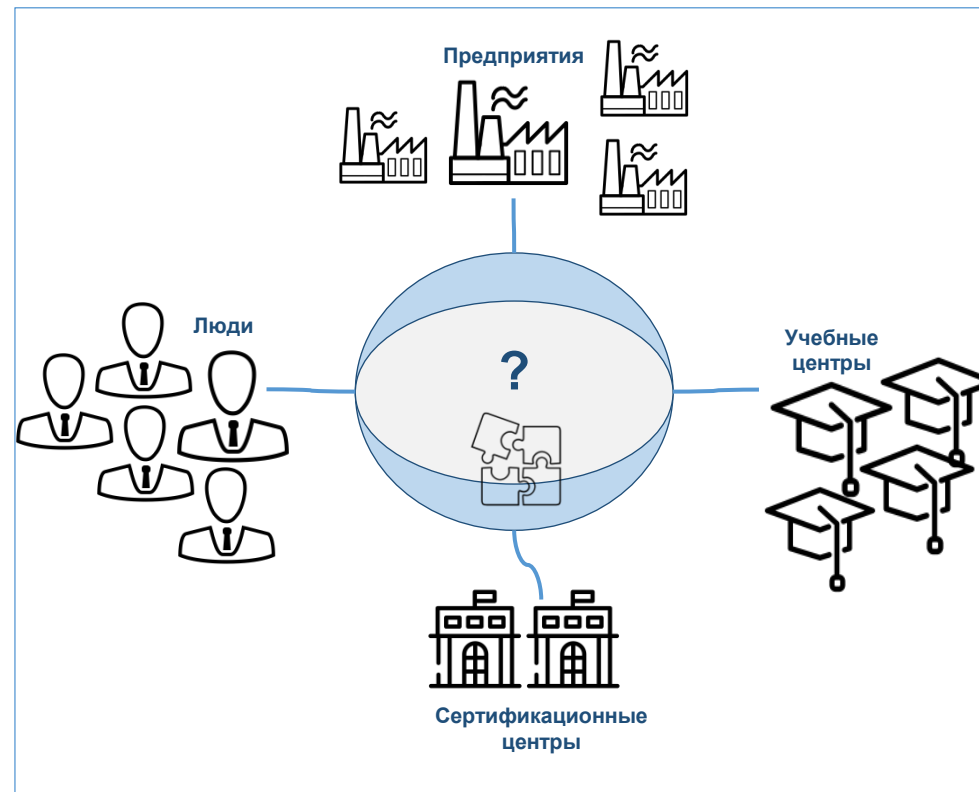 Предприятия
Люди
Учебные
центры
?
Сертификационные
центры